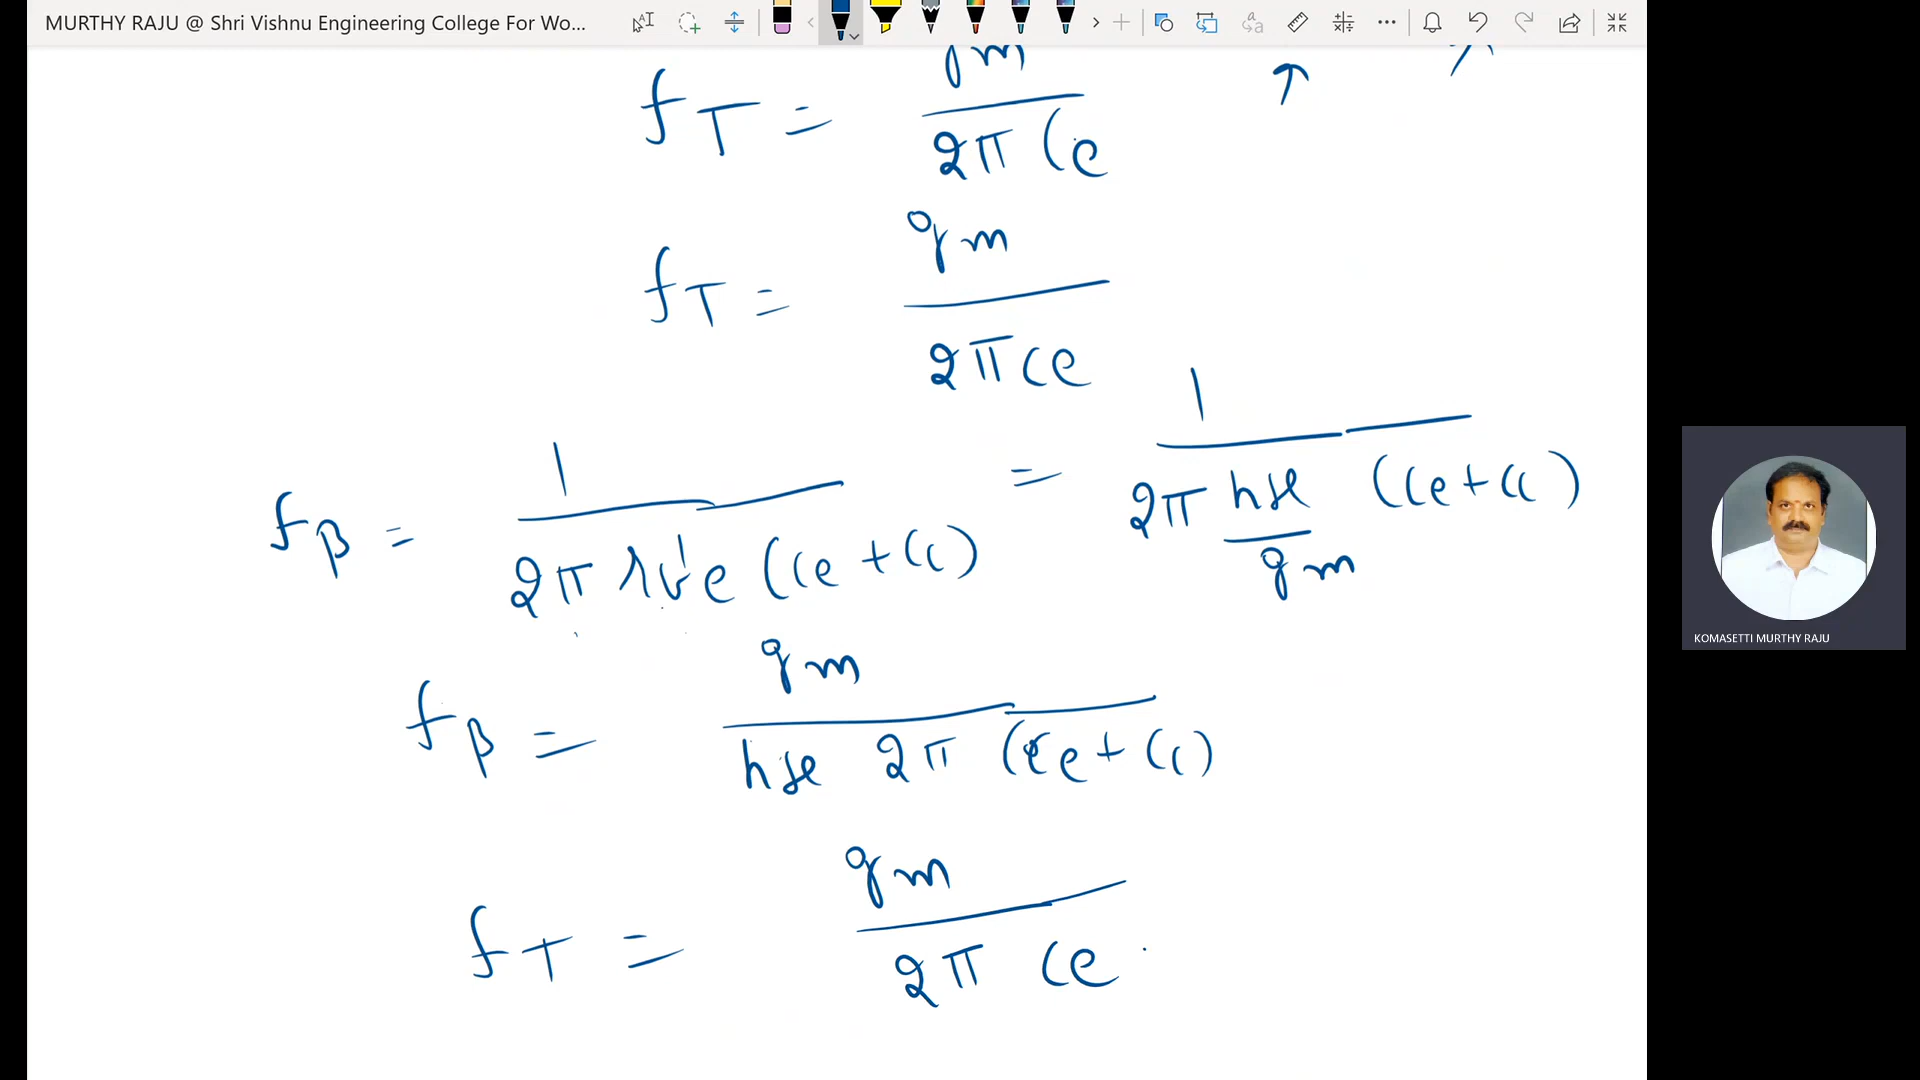 MURTHY RAJU @ Shri Vishnu Engineering College For Wo...
fT = gm / 2π Ce
fT = gm / 2π Ce
fβ = 1 / 2π rb'e (Ce + Cc) = 1 / 2π hfe/gm (Ce + Cc)
fβ = gm / hfe 2π (Ce + Cc)
fT = gm / 2π Ce
KOMASETTI MURTHY RAJU